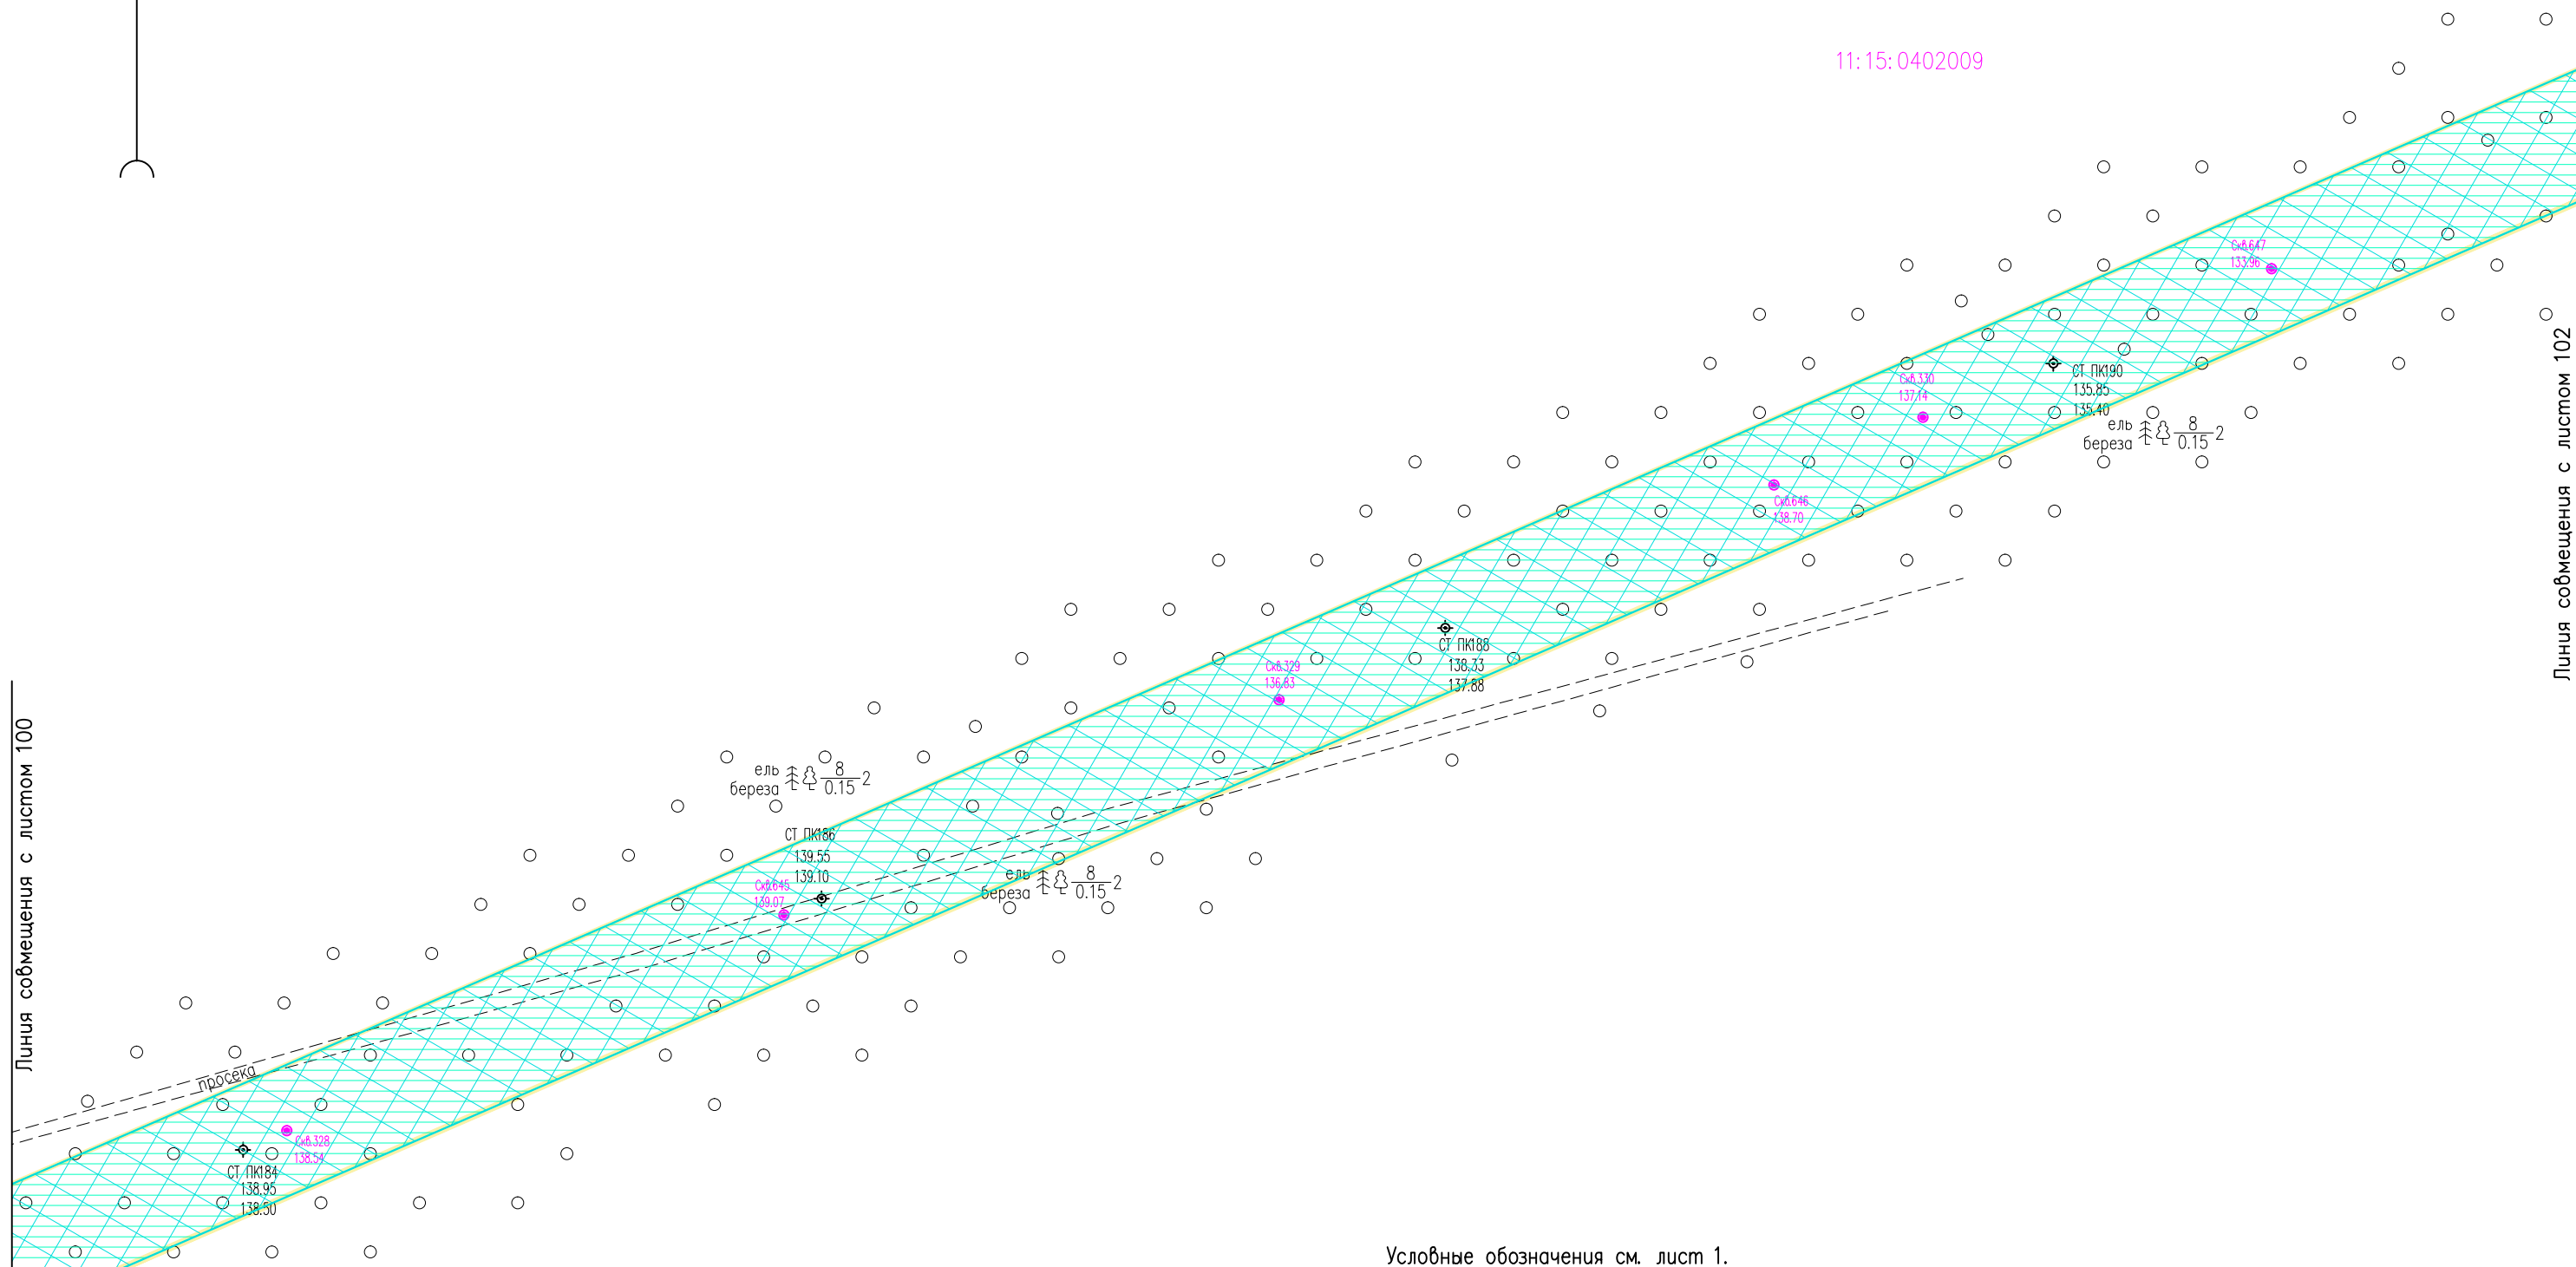 11:15:0402009
Скв.647
133.96
Линия совмещения с листом 102
СТ ПК190
135.85
135.40
Скв.330
137.14
ель
береза
8
0.15
2
Скв.646
138.70
СТ ПК188
138.33
137.88
Скв.329
136.83
Линия совмещения с листом 100
ель
береза
8
0.15
2
СТ ПК186
139.55
139.10
Скв.645
139.07
ель
береза
8
0.15
2
просека
Скв.328
138.54
СТ ПК184
138.95
138.50
Условные обозначения см. лист 1.